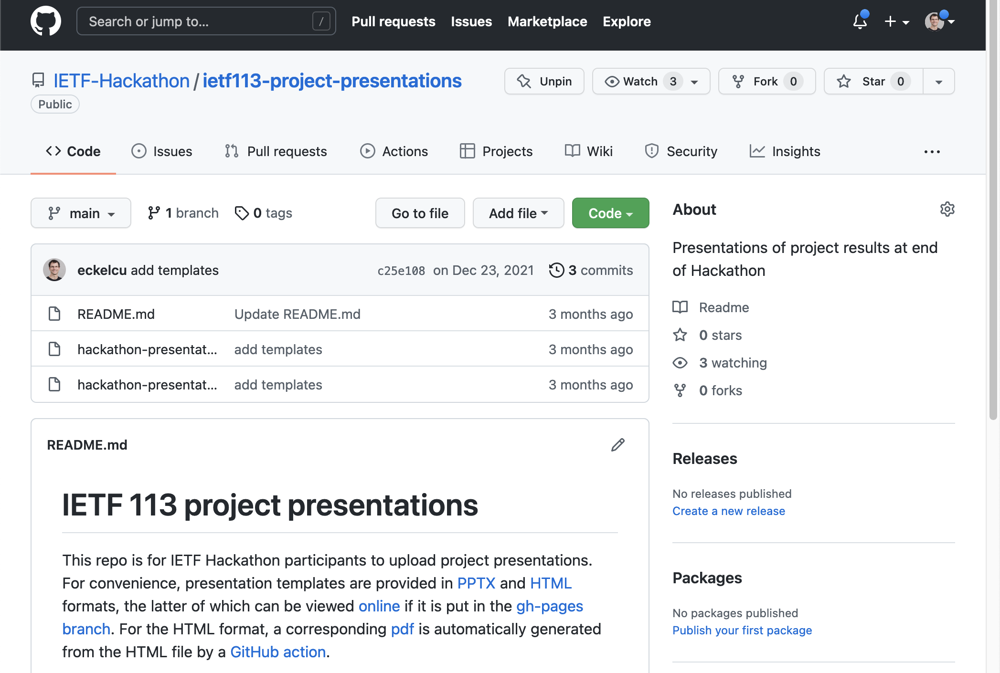 Search or jump to... / Pull requests Issues Marketplace Explore
IETF-Hackathon / ietf113-project-presentations Unpin Watch 3 Fork 0 Star 0
Public
Code Issues Pull requests Actions Projects Wiki Security Insights ...
main 1 branch 0 tags Go to file Add file Code
eckelcu add templates c25e108 on Dec 23, 2021 3 commits
README.md Update README.md 3 months ago
hackathon-presentat... add templates 3 months ago
hackathon-presentat... add templates 3 months ago
README.md
IETF 113 project presentations
This repo is for IETF Hackathon participants to upload project presentations.
For convenience, presentation templates are provided in PPTX and HTML
formats, the latter of which can be viewed online if it is put in the gh-pages
branch. For the HTML format, a corresponding pdf is automatically generated
from the HTML file by a GitHub action.
About
Presentations of project results at end
of Hackathon
Readme
0 stars
3 watching
0 forks
Releases
No releases published
Create a new release
Packages
No packages published
Publish your first package